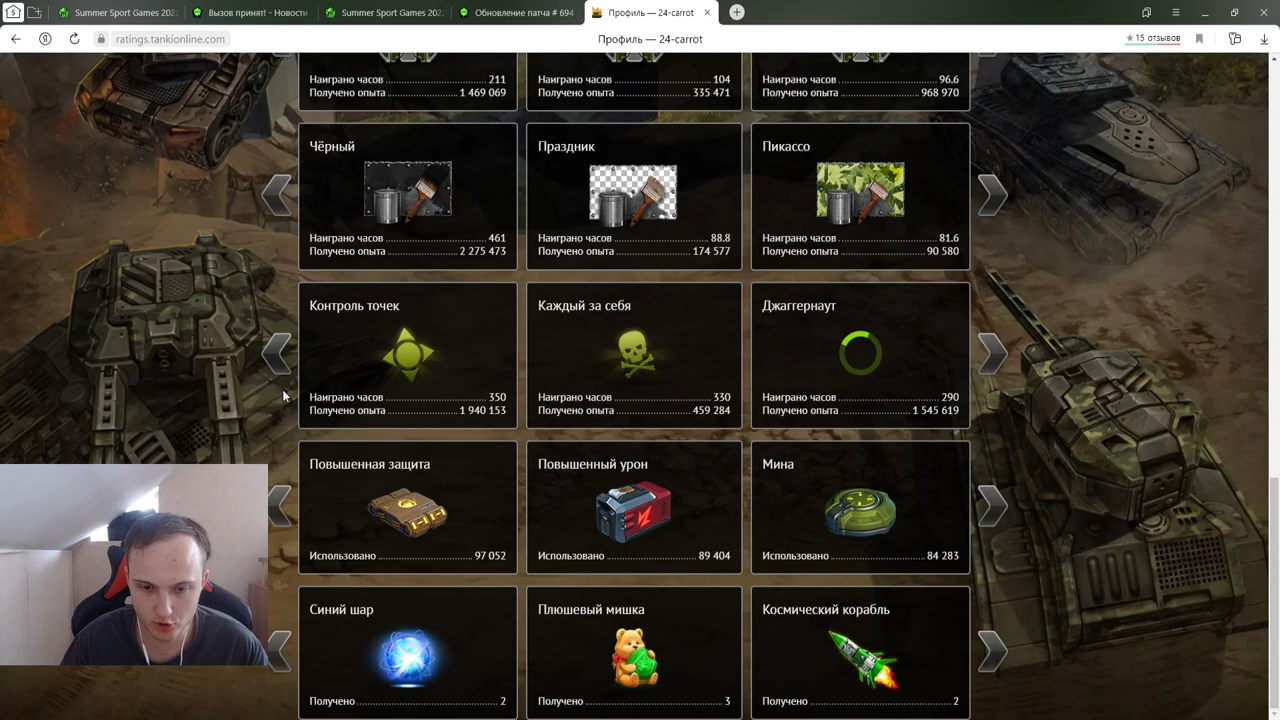 Summer Sport Games 202
Вызов принят! - Новости
Summer Sport Games 202
Обновление патча # 694
Профиль — 24-carrot
ratings.tankionline.com
Профиль — 24-carrot
15 отзывов
Наиграно часов 211
Получено опыта 1 469 069
Наиграно часов 104
Получено опыта 335 471
Наиграно часов 96.6
Получено опыта 968 970
Чёрный
Наиграно часов 461
Получено опыта 2 275 473
Праздник
Наиграно часов 88.8
Получено опыта 174 577
Пикассо
Наиграно часов 81.6
Получено опыта 90 580
Контроль точек
Наиграно часов 350
Получено опыта 1 940 153
Каждый за себя
Наиграно часов 330
Получено опыта 459 284
Джаггернаут
Наиграно часов 290
Получено опыта 1 545 619
Повышенная защита
Использовано 97 052
Повышенный урон
Использовано 89 404
Мина
Использовано 84 283
Синий шар
Получено 2
Плюшевый мишка
Получено 3
Космический корабль
Получено 2